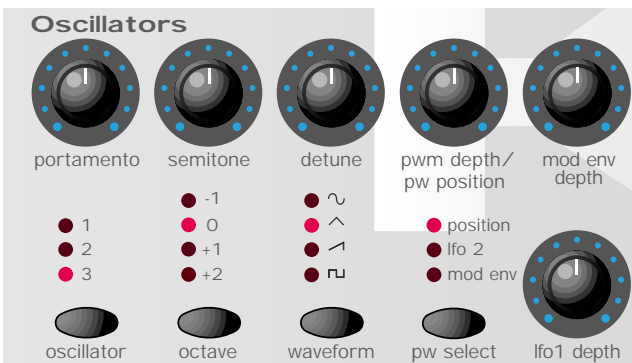 Oscillators
portamento semitone detune pwm depth/ mod env
pw position depth
-1
1 0 position
2 +1 lfo 2
3 +2 mod env
oscillator octave waveform pw select lfo1 depth